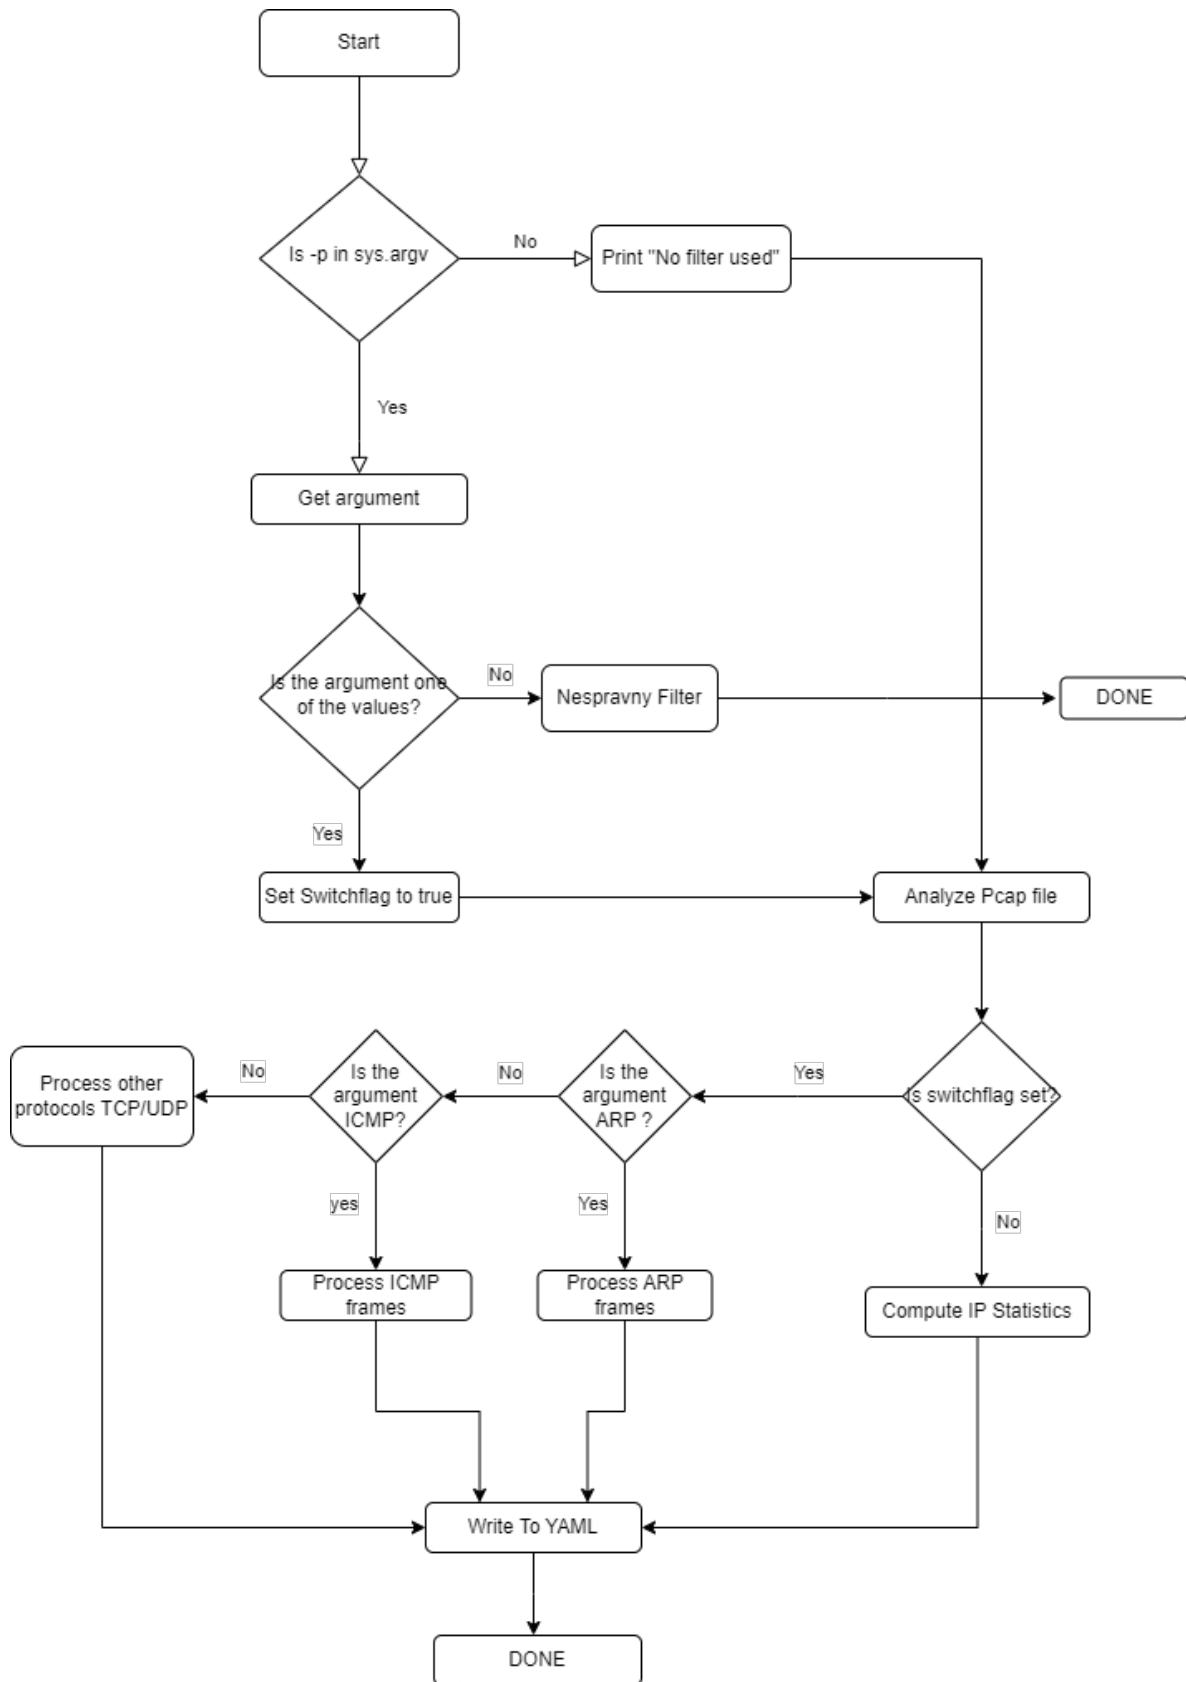 Start
Is -p in sys.argv
No
Print "No filter used"
Yes
Get argument
Is the argument one
of the values?
No
Nespravny Filter
DONE
Yes
Set Switchflag to true
Analyze Pcap file
Process other
protocols TCP/UDP
No
Is the
argument
ICMP?
No
Is the
argument
ARP ?
Yes
Is switchflag set?
yes
Yes
No
Process ICMP
frames
Process ARP
frames
Compute IP Statistics
Write To YAML
DONE